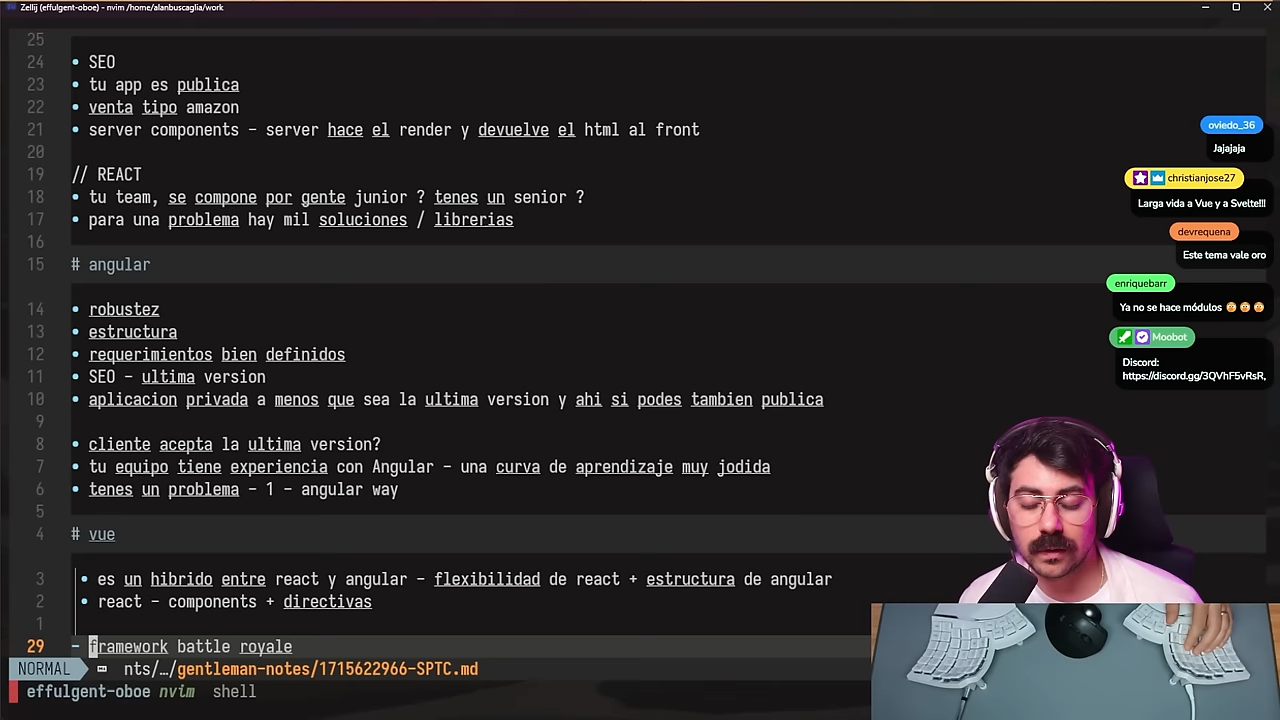 Zellij (effulgent-oboe) - nvim /home/alanbuscaglia/work
25
24 • SEO
23 • tu app es publica
22 • venta tipo amazon
21 • server components - server hace el render y devuelve el html al front
20
19 // REACT
18 • tu team, se compone por gente junior ? tenes un senior ?
17 • para una problema hay mil soluciones / librerias
16
15 # angular
14 • robustez
13 • estructura
12 • requerimientos bien definidos
11 • SEO - ultima version
10 • aplicacion privada a menos que sea la ultima version y ahi si podes tambien publica
9
8 • cliente acepta la ultima version?
7 • tu equipo tiene experiencia con Angular - una curva de aprendizaje muy jodida
6 • tenes un problema - 1 - angular way
5
4 # vue
3 • es un hibrido entre react y angular - flexibilidad de react + estructura de angular
2 • react - components + directivas
1
29 - framework battle royale
NORMAL nts/…/gentleman-notes/1715622966-SPTC.md
effulgent-oboe nvim shell
oviedo_36
Jajajaja
christianjose27
Larga vida a Vue y a Svelte!!!
devrequena
Este tema vale oro
enriquebarr
Ya no se hace módulos
Moobot
Discord:
https://discord.gg/3QVhF5vRsR,